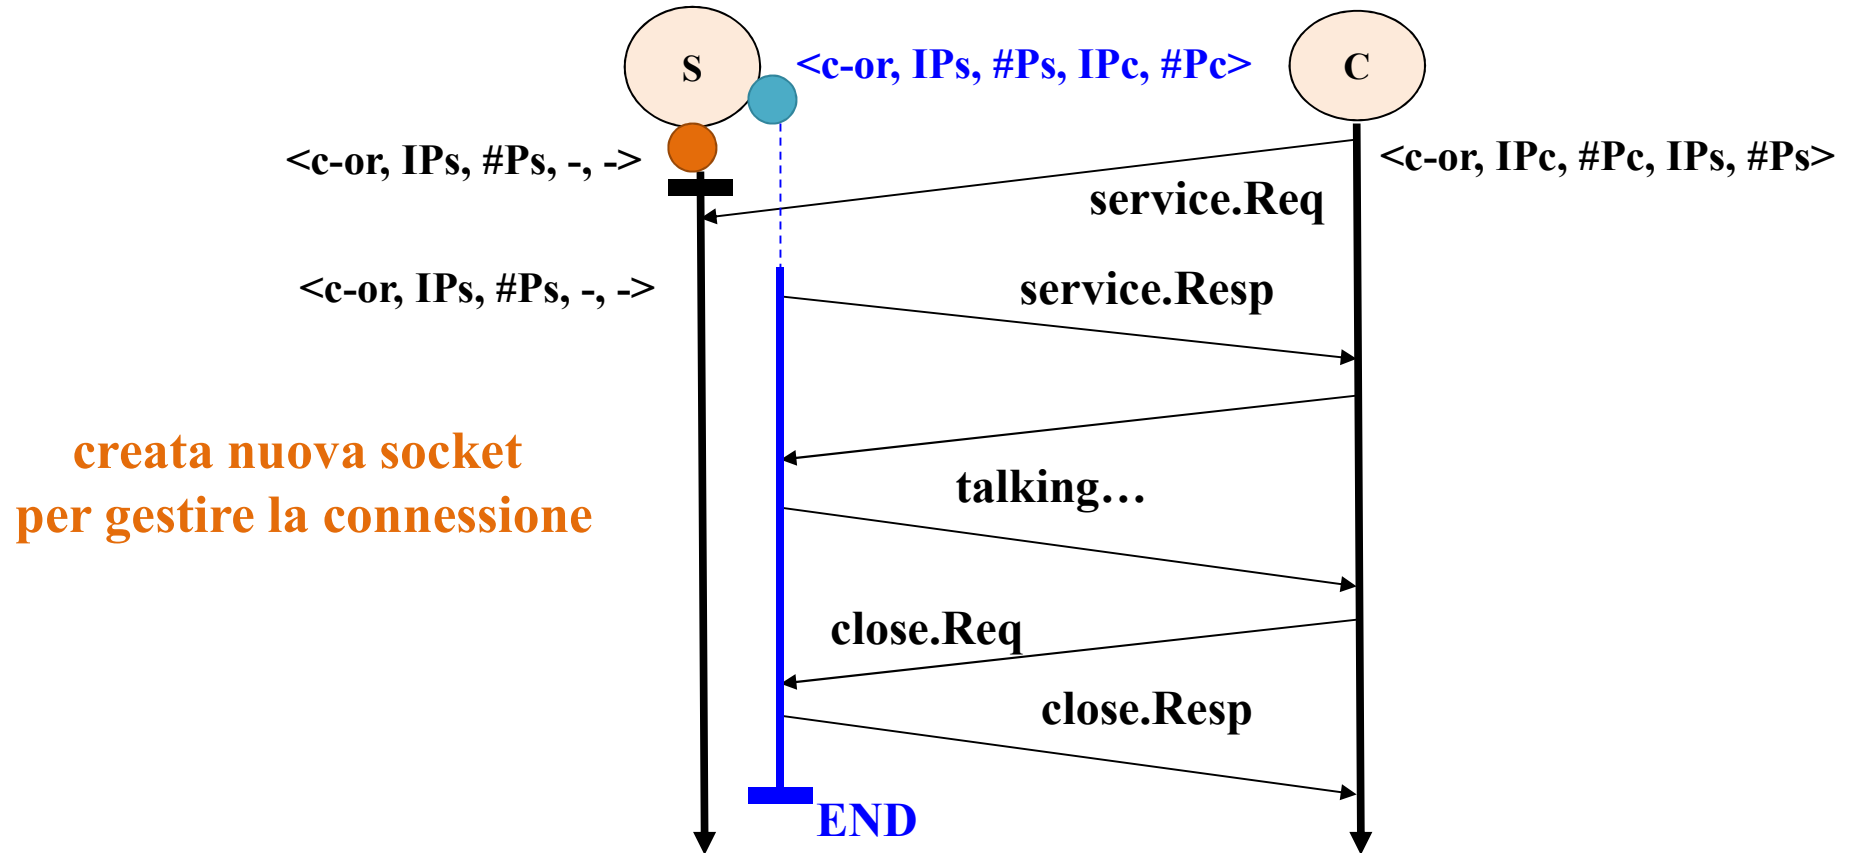 S
<c-or, IPs, #Ps, IPc, #Pc>
C
<c-or, IPs, #Ps, -, ->
<c-or, IPc, #Pc, IPs, #Ps>
service.Req
<c-or, IPs, #Ps, -, ->
service.Resp
creata nuova socket
per gestire la connessione
talking…
close.Req
close.Resp
END